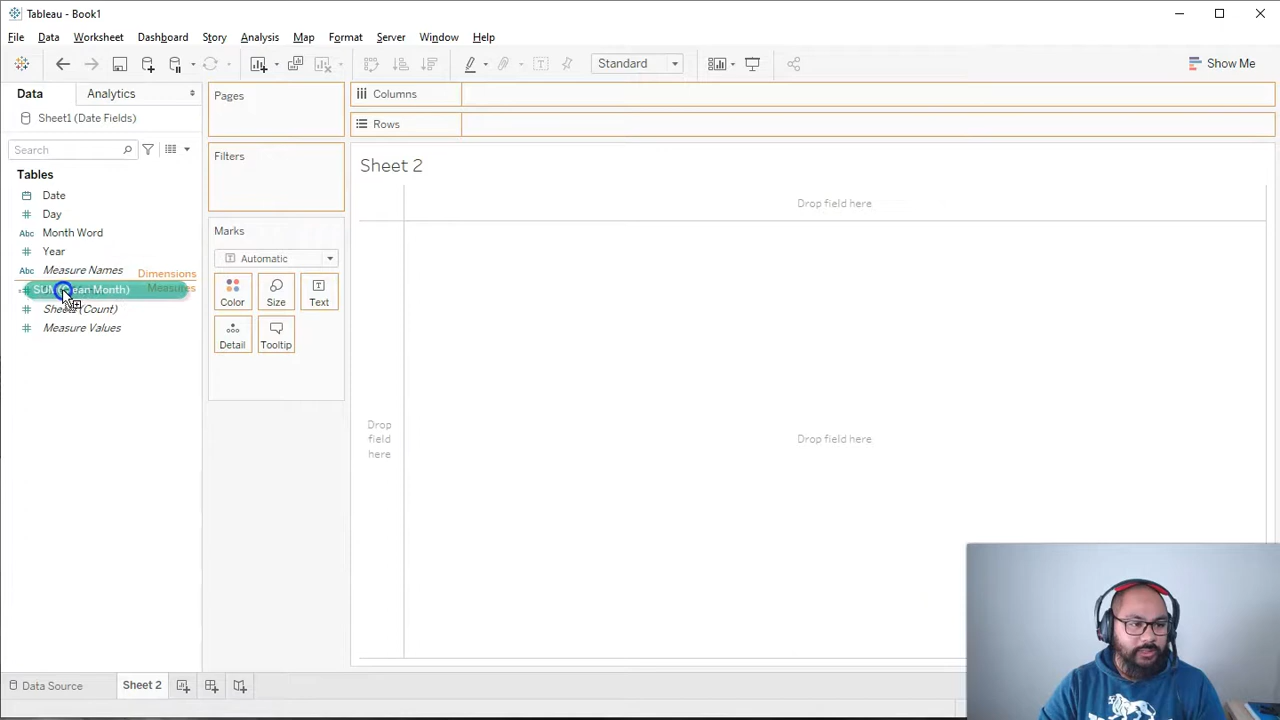 Tableau - Book1
File Data Worksheet Dashboard Story Analysis Map Format Server Window Help
Standard
Show Me
Data Analytics
Sheet1 (Date Fields)
Search
Tables
Date
Day
Month Word
Year
Measure Names
Dimensions
Measures
Month)
(Count)
Measure Values
Pages
Filters
Marks
Automatic
Color Size Text
Detail Tooltip
Columns
Rows
Sheet 2
Drop field here
Drop
field
here
Drop field here
Data Source Sheet 2